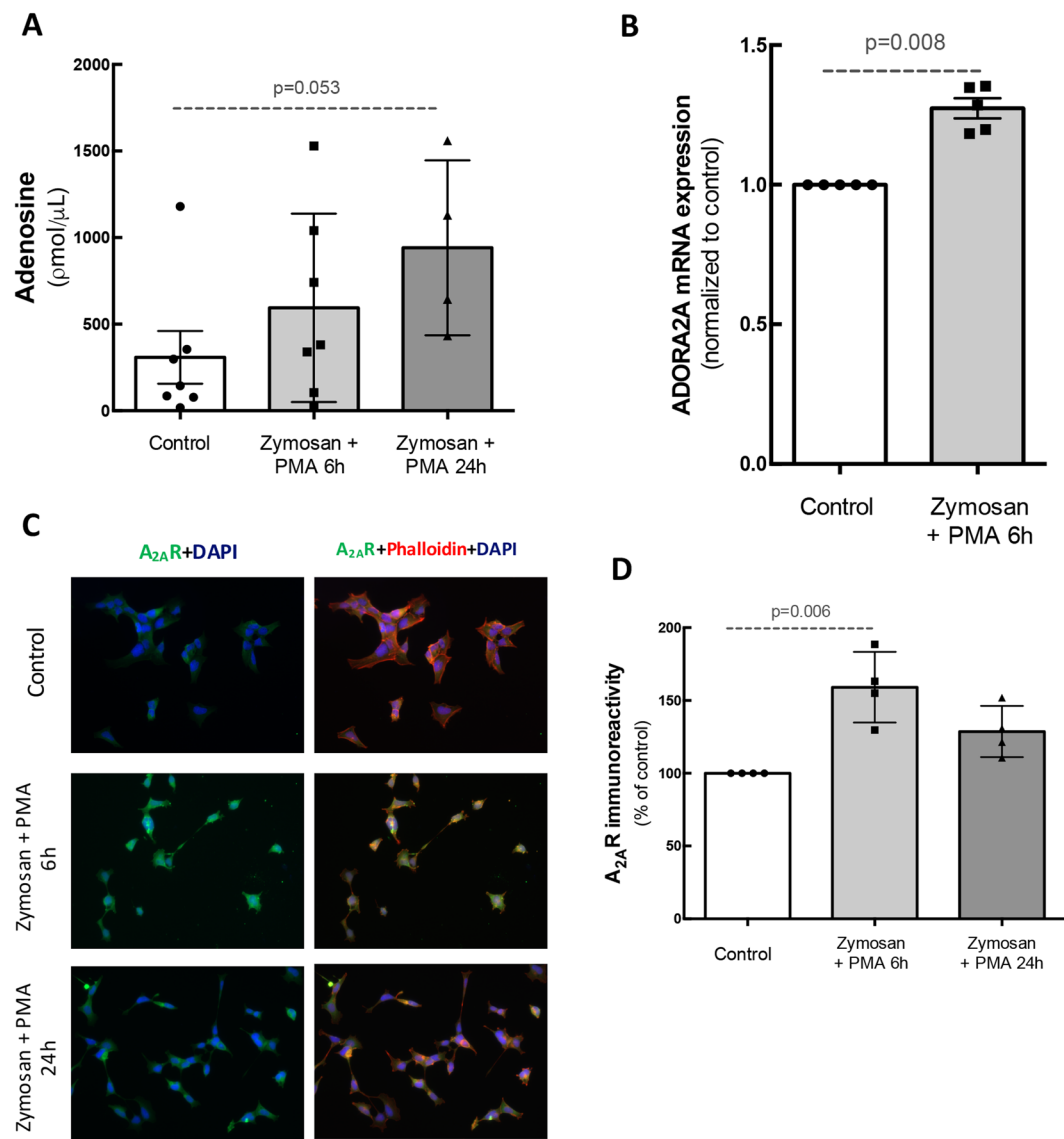 A
2000
1500
1000
500
0
Adenosine
(ρmol/μL)
p=0.053
Control
Zymosan +
PMA 6h
Zymosan +
PMA 24h
B
1.5
1.0
0.5
0.0
ADORA2A mRNA expression
(normalized to control)
p=0.008
Control
Zymosan
+ PMA 6h
C
A2AR+DAPI
A2AR+Phalloidin+DAPI
Control
Zymosan + PMA
6h
Zymosan + PMA
24h
D
200
150
100
50
0
A2AR immunoreactivity
(% of control)
p=0.006
Control
Zymosan
+ PMA 6h
Zymosan
+ PMA 24h